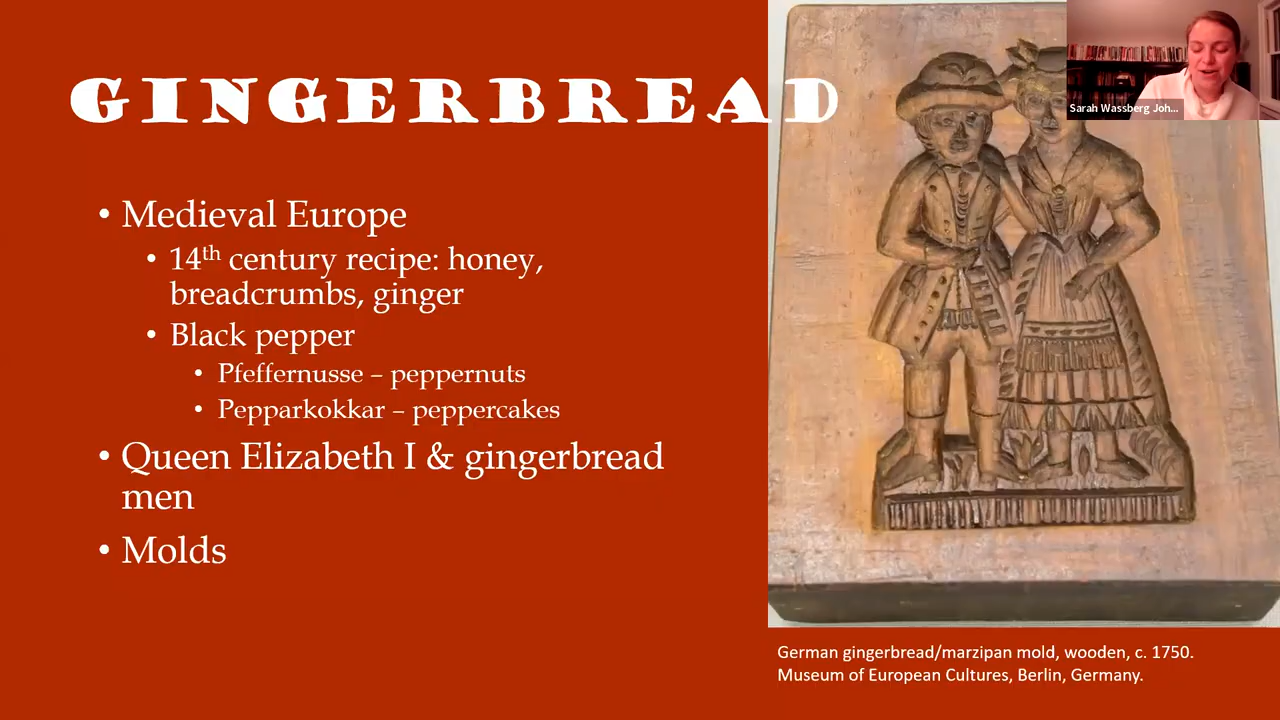 GINGERBREAD
• Medieval Europe
• 14th century recipe: honey,
breadcrumbs, ginger
• Black pepper
• Pfeffernusse – peppernuts
• Pepparkokkar – peppercakes
• Queen Elizabeth I & gingerbread
men
• Molds
Sarah Wassberg Joh...
German gingerbread/marzipan mold, wooden, c. 1750.
Museum of European Cultures, Berlin, Germany.